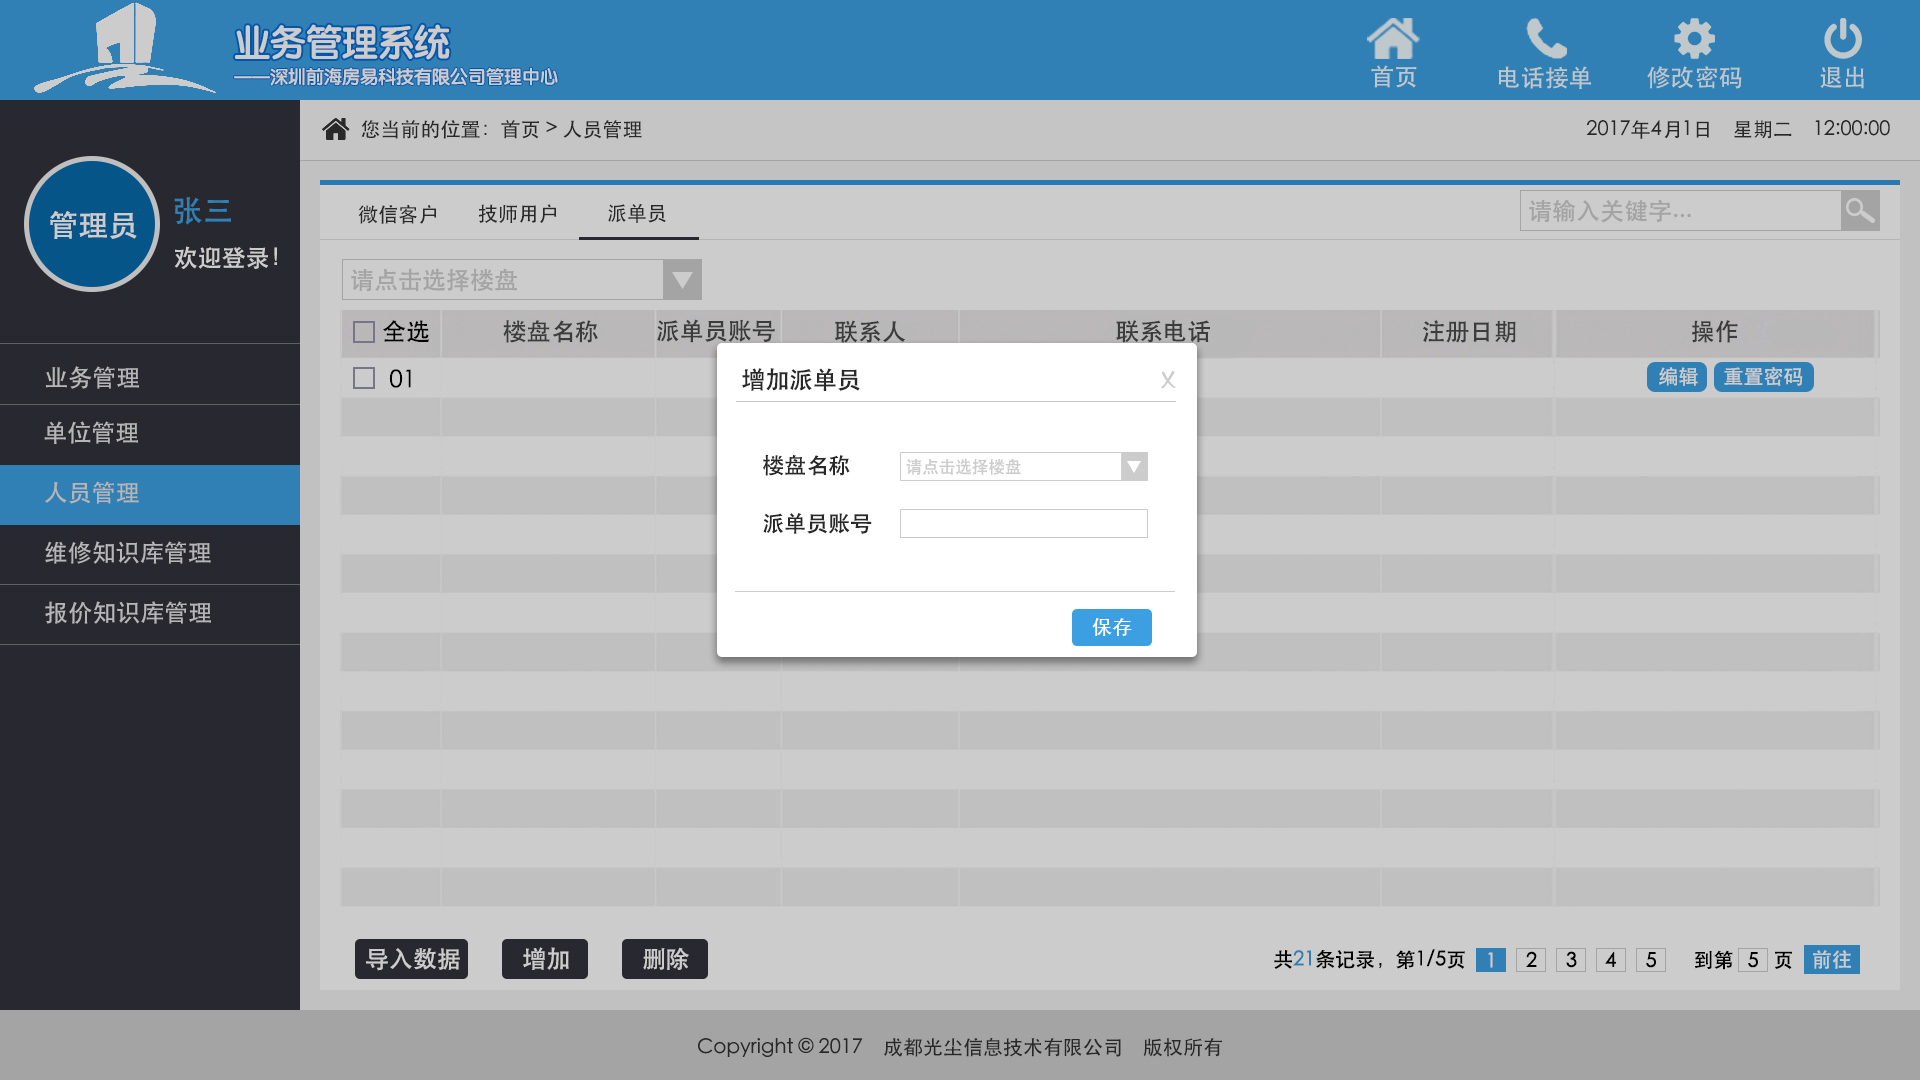 业务管理系统
——深圳前海房易科技有限公司管理中心
首页
电话接单
修改密码
退出
您当前的位置：首页 > 人员管理
2017年4月1日 星期二 12:00:00
管理员
张三
欢迎登录！
业务管理
单位管理
人员管理
维修知识库管理
报价知识库管理
微信客户 技师用户 派单员
请输入关键字...
请点击选择楼盘
全选 楼盘名称 派单员账号 联系人 联系电话 注册日期 操作
01 编辑 重置密码
增加派单员 X
楼盘名称 请点击选择楼盘
派单员账号
保存
导入数据 增加 删除
共21条记录，第1/5页 1 2 3 4 5 到第 5 页 前往
Copyright © 2017 成都光尘信息技术有限公司 版权所有